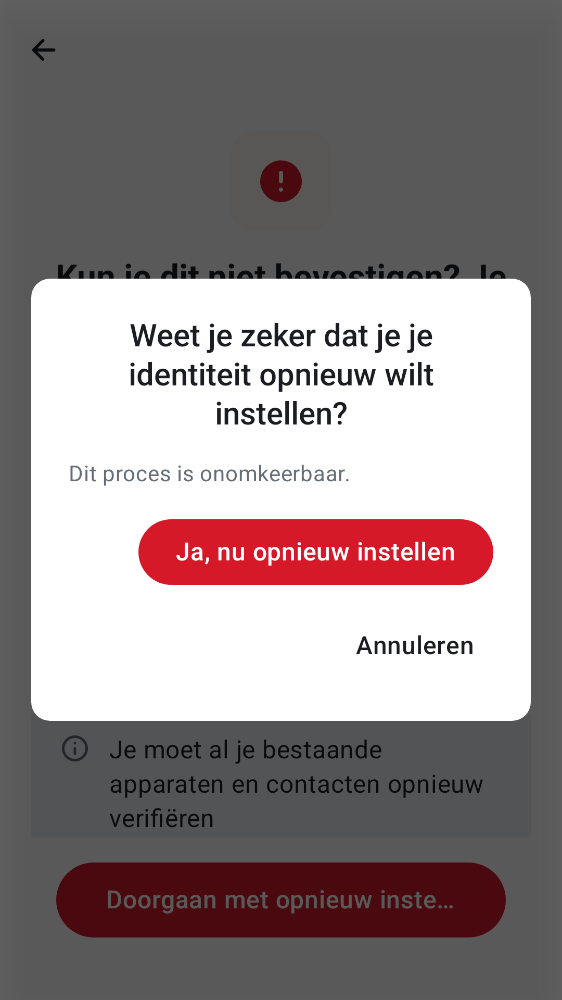 Kun je dit niet bevestigen? Je
Weet je zeker dat je je
identiteit opnieuw wilt
instellen?
Dit proces is onomkeerbaar.
Ja, nu opnieuw instellen
Annuleren
Je moet al je bestaande
apparaten en contacten opnieuw
verifiëren
Doorgaan met opnieuw inste…